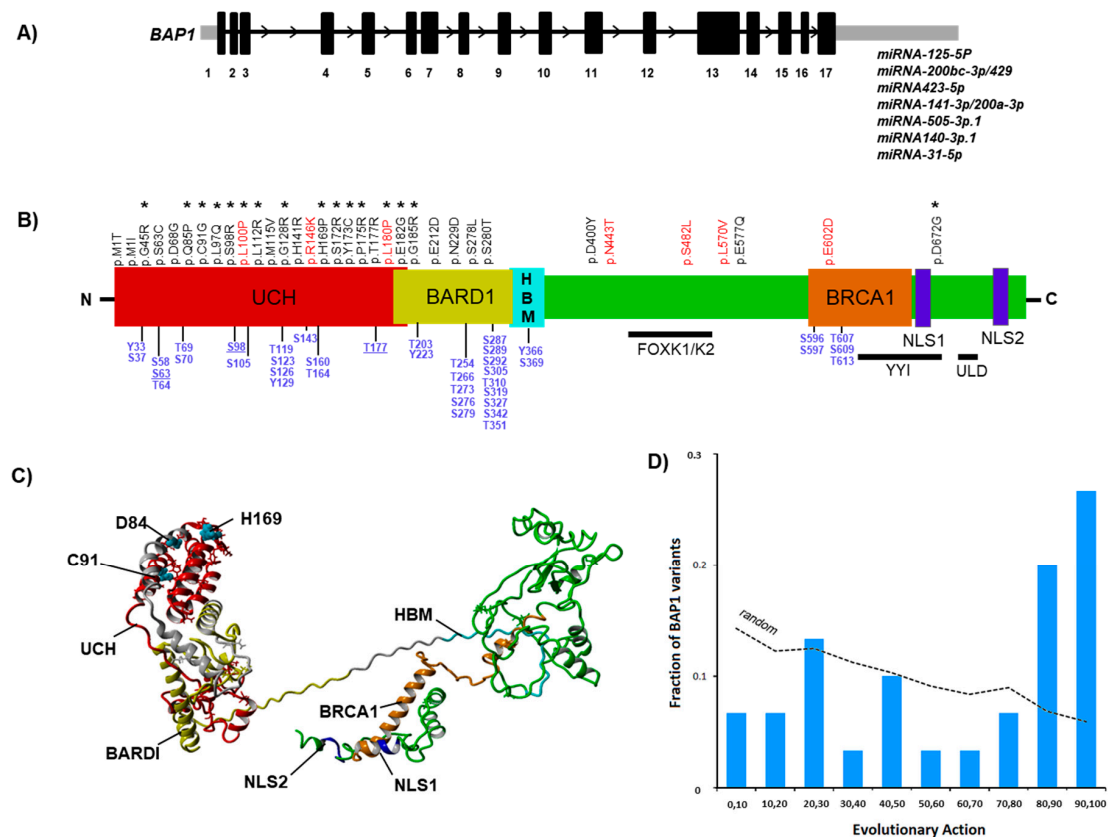 A)
BAP1
1 2 3 4 5 6 7 8 9 10 11 12 13 14 15 16 17
miRNA-125-5P
miRNA-200bc-3p/429
miRNA423-5p
miRNA-141-3p/200a-3p
miRNA-505-3p.1
miRNA140-3p.1
miRNA-31-5p
B)
* * * * * * * * * * * * * * *
p.M1T
p.M1I
p.G45R
p.S63C
p.D68G
p.Q85P
p.C91G
p.L97Q
p.S98R
p.L100P
p.L112R
p.M115V
p.G128R
p.H141R
p.R146K
p.H169P
p.S172R
p.Y173C
p.P175R
p.T177R
p.L180P
p.E182G
p.G185R
p.E212D
p.N229D
p.S278L
p.S280T
p.D400Y
p.N443T
p.S482L
p.L570V
p.E577Q
p.E602D
p.D672G
N
UCH
BARD1
H
B
M
BRCA1
C
NLS1
NLS2
Y33
S37
S58
S63
T64
T69
S70
S98
S105
T119
S123
S126
Y129
S143
S160
T164
T177
T203
Y223
T254
T266
T273
S276
S279
S287
S289
S292
S305
T310
S319
S327
S342
T351
Y366
S369
FOXK1/K2
S596
S597
T607
S609
T613
YYI
ULD
C)
D84
H169
C91
UCH
BARDI
HBM
BRCA1
NLS2
NLS1
D)
Fraction of BAP1 variants
0.3
0.2
0.1
0
random
0,10 10,20 20,30 30,40 40,50 50,60 60,70 70,80 80,90 90,100
Evolutionary Action